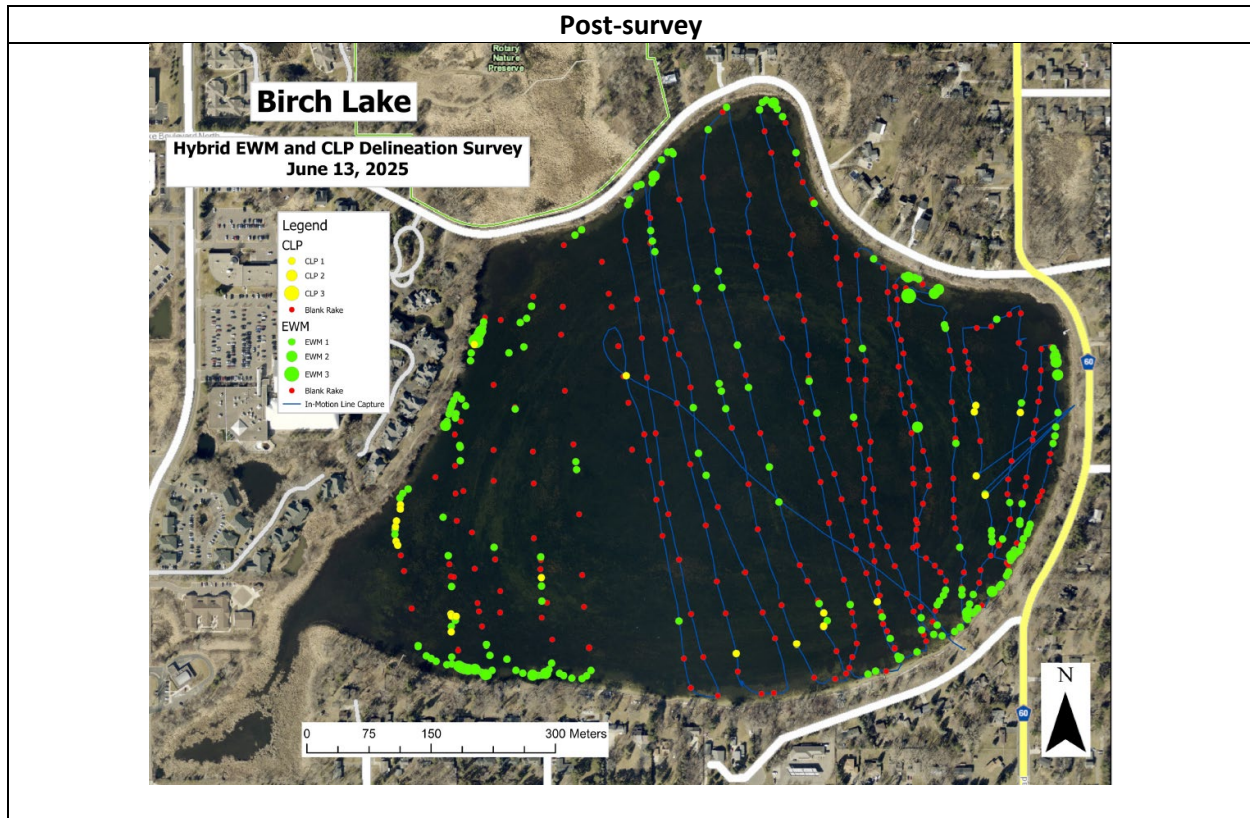 Post-survey
Rotary
Nature
Preserve
Birch Lake
Boulevard North
Hybrid EWM and CLP Delineation Survey
June 13, 2025
Legend
CLP
CLP 1
CLP 2
CLP 3
Blank Rake
EWM
EWM 1
EWM 2
EWM 3
Blank Rake
In-Motion Line Capture
60
N
60
0 75 150 300 Meters